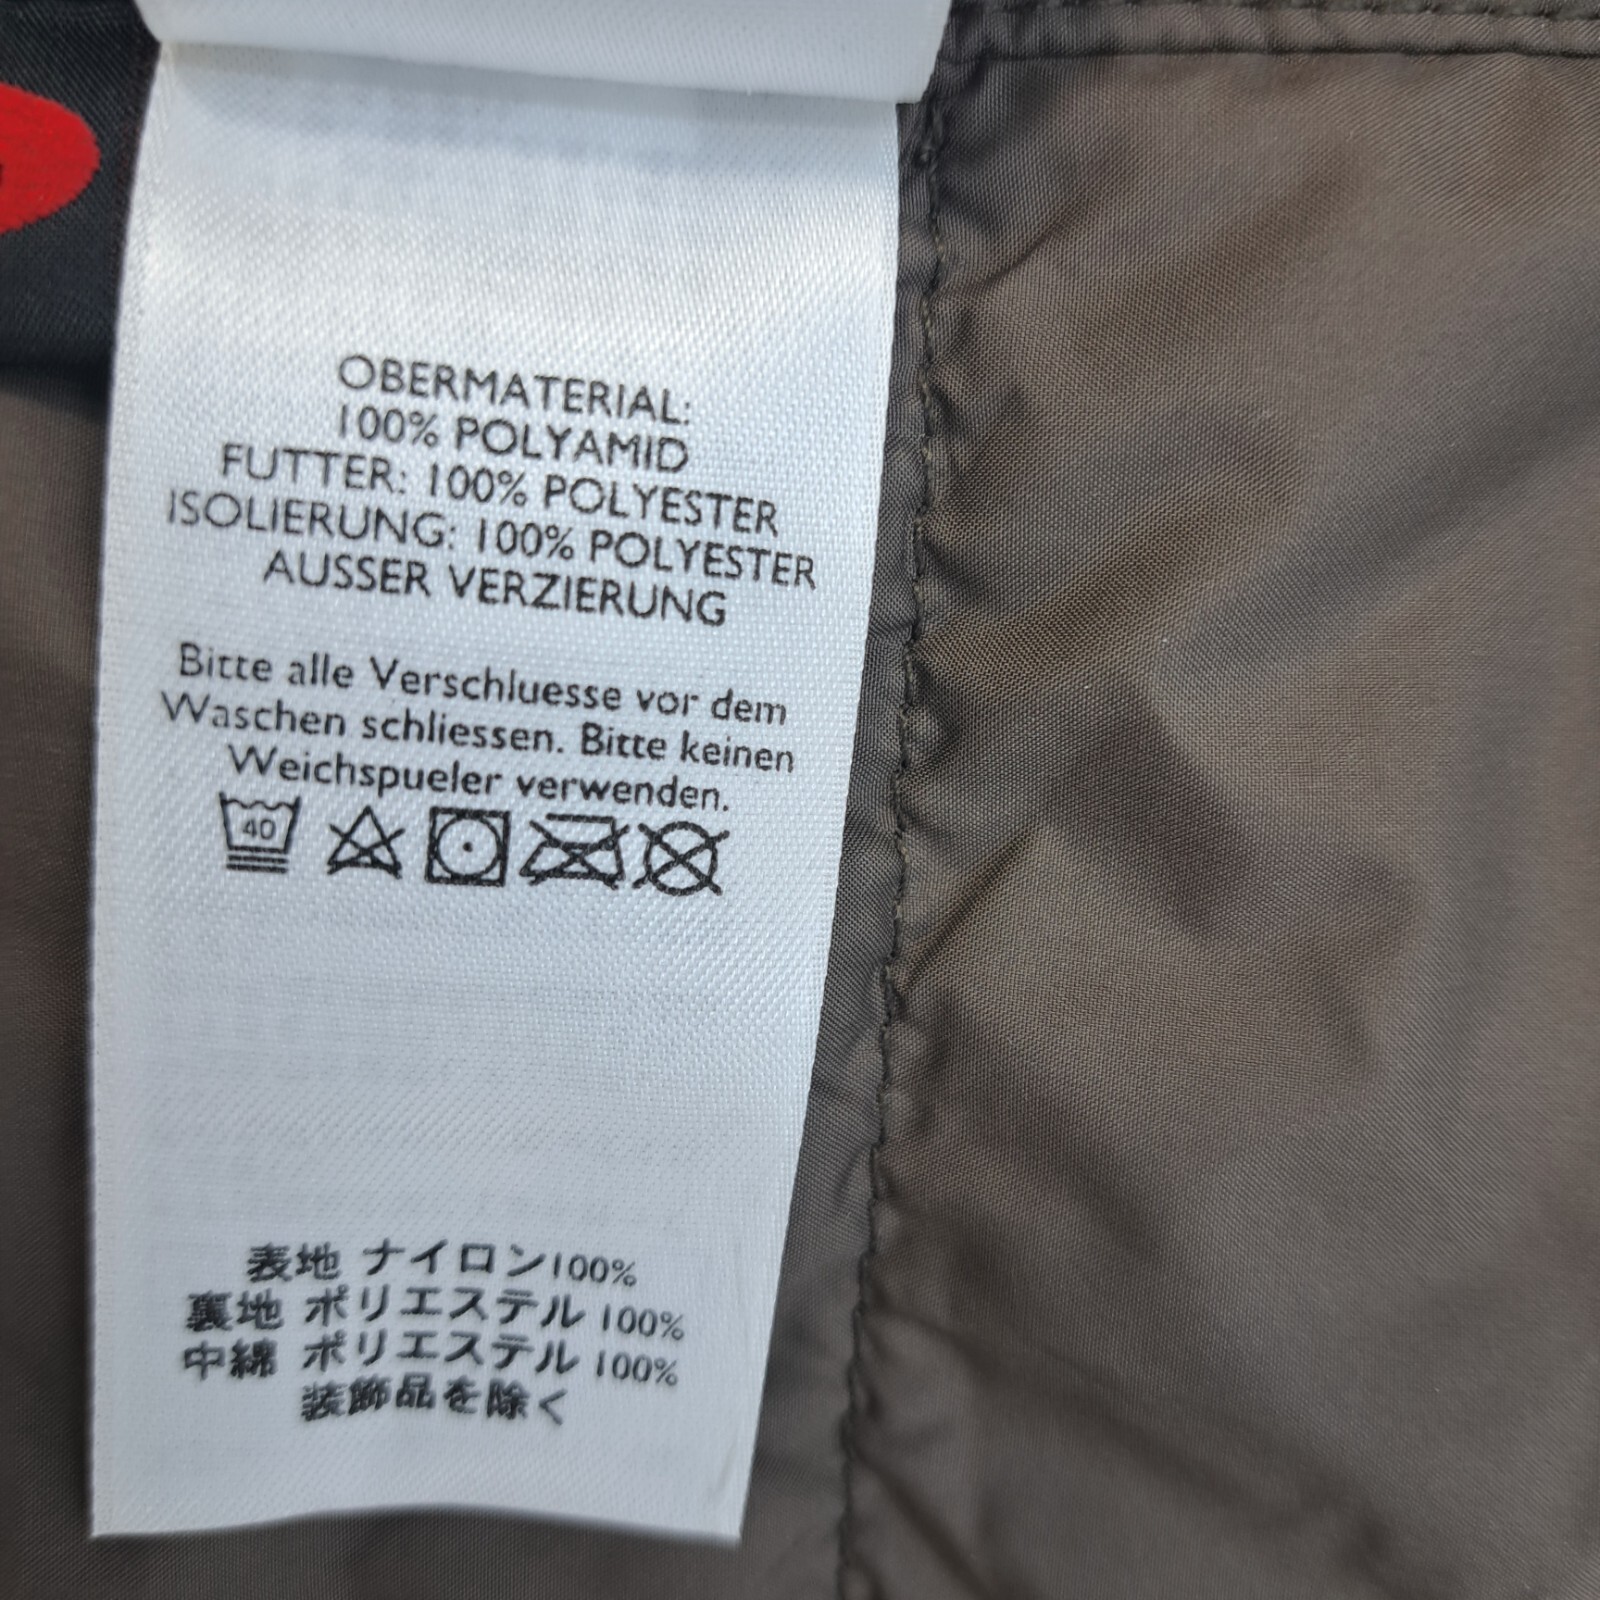 OBERMATERIAL:
100% POLYAMID
FUTTER: 100% POLYESTER
ISOLIERUNG: 100% POLYESTER
AUSSER VERZIERUNG
Bitte alle Verschluesse vor dem
Waschen schliessen. Bitte keinen
Weichspueler verwenden.
40
表地 ナイロン100%
裏地 ポリエステル 100%
中綿 ポリエステル 100%
装飾品を除く